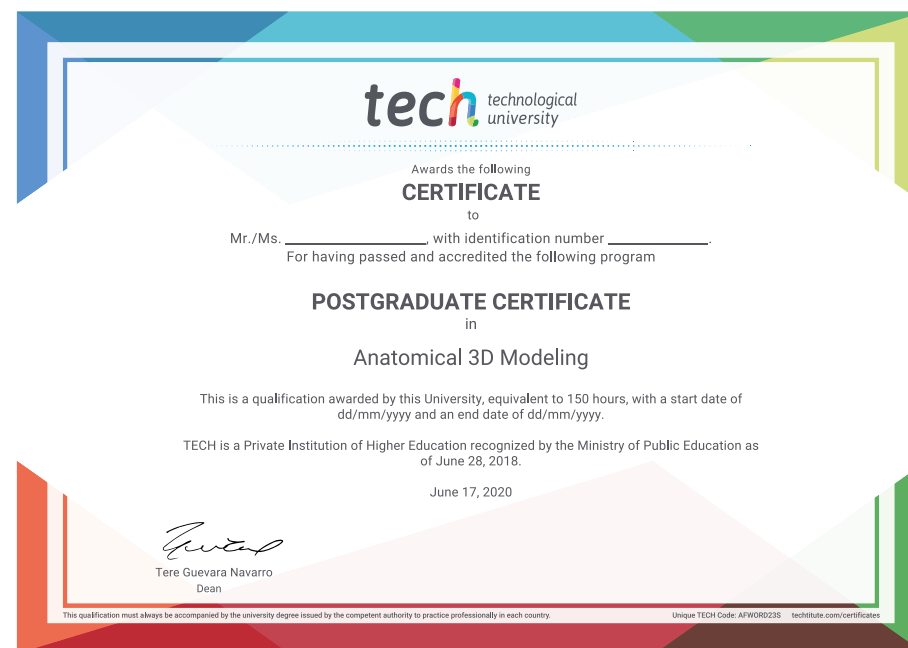 tech technological
university
Awards the following
CERTIFICATE
to
Mr./Ms. ____________________, with identification number ______________.
For having passed and accredited the following program
POSTGRADUATE CERTIFICATE
in
Anatomical 3D Modeling
This is a qualification awarded by this University, equivalent to 150 hours, with a start date of
dd/mm/yyyy and an end date of dd/mm/yyyy.
TECH is a Private Institution of Higher Education recognized by the Ministry of Public Education as
of June 28, 2018.
June 17, 2020
Tere Guevara Navarro
Dean
This qualification must always be accompanied by the university degree issued by the competent authority to practice professionally in each country. Unique TECH Code: AFWORD23S techtitute.com/certificates